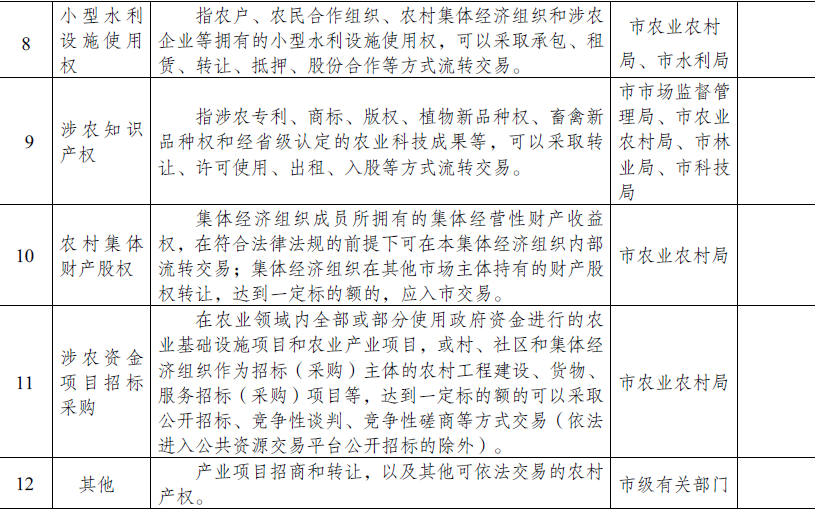 8
小型水利
设施使用
权
指农户、农民合作组织、农村集体经济组织和涉农
企业等拥有的小型水利设施使用权，可以采取承包、租
赁、转让、抵押、股份合作等方式流转交易。
市农业农村
局、市水利局
9
涉农知识
产权
指涉农专利、商标、版权、植物新品种权、畜禽新
品种权和经省级认定的农业科技成果等，可以采取转
让、许可使用、出租、入股等方式流转交易。
市市场监督管
理局、市农业
农村局、市林
业局、市科技
局
10
农村集体
财产股权
集体经济组织成员所拥有的集体经营性财产收益
权，在符合法律法规的前提下可在本集体经济组织内部
流转交易；集体经济组织在其他市场主体持有的财产股
权转让，达到一定标的额的，应入市交易。
市农业农村局
11
涉农资金
项目招标
采购
在农业领域内全部或部分使用政府资金进行的农
业基础设施项目和农业产业项目，或村、社区和集体经
济组织作为招标（采购）主体的农村工程建设、货物、
服务招标（采购）项目等，达到一定标的额的可以采取
公开招标、竞争性谈判、竞争性磋商等方式交易（依法
进入公共资源交易平台公开招标的除外）。
市农业农村局
12
其他
产业项目招商和转让，以及其他可依法交易的农村
产权。
市级有关部门